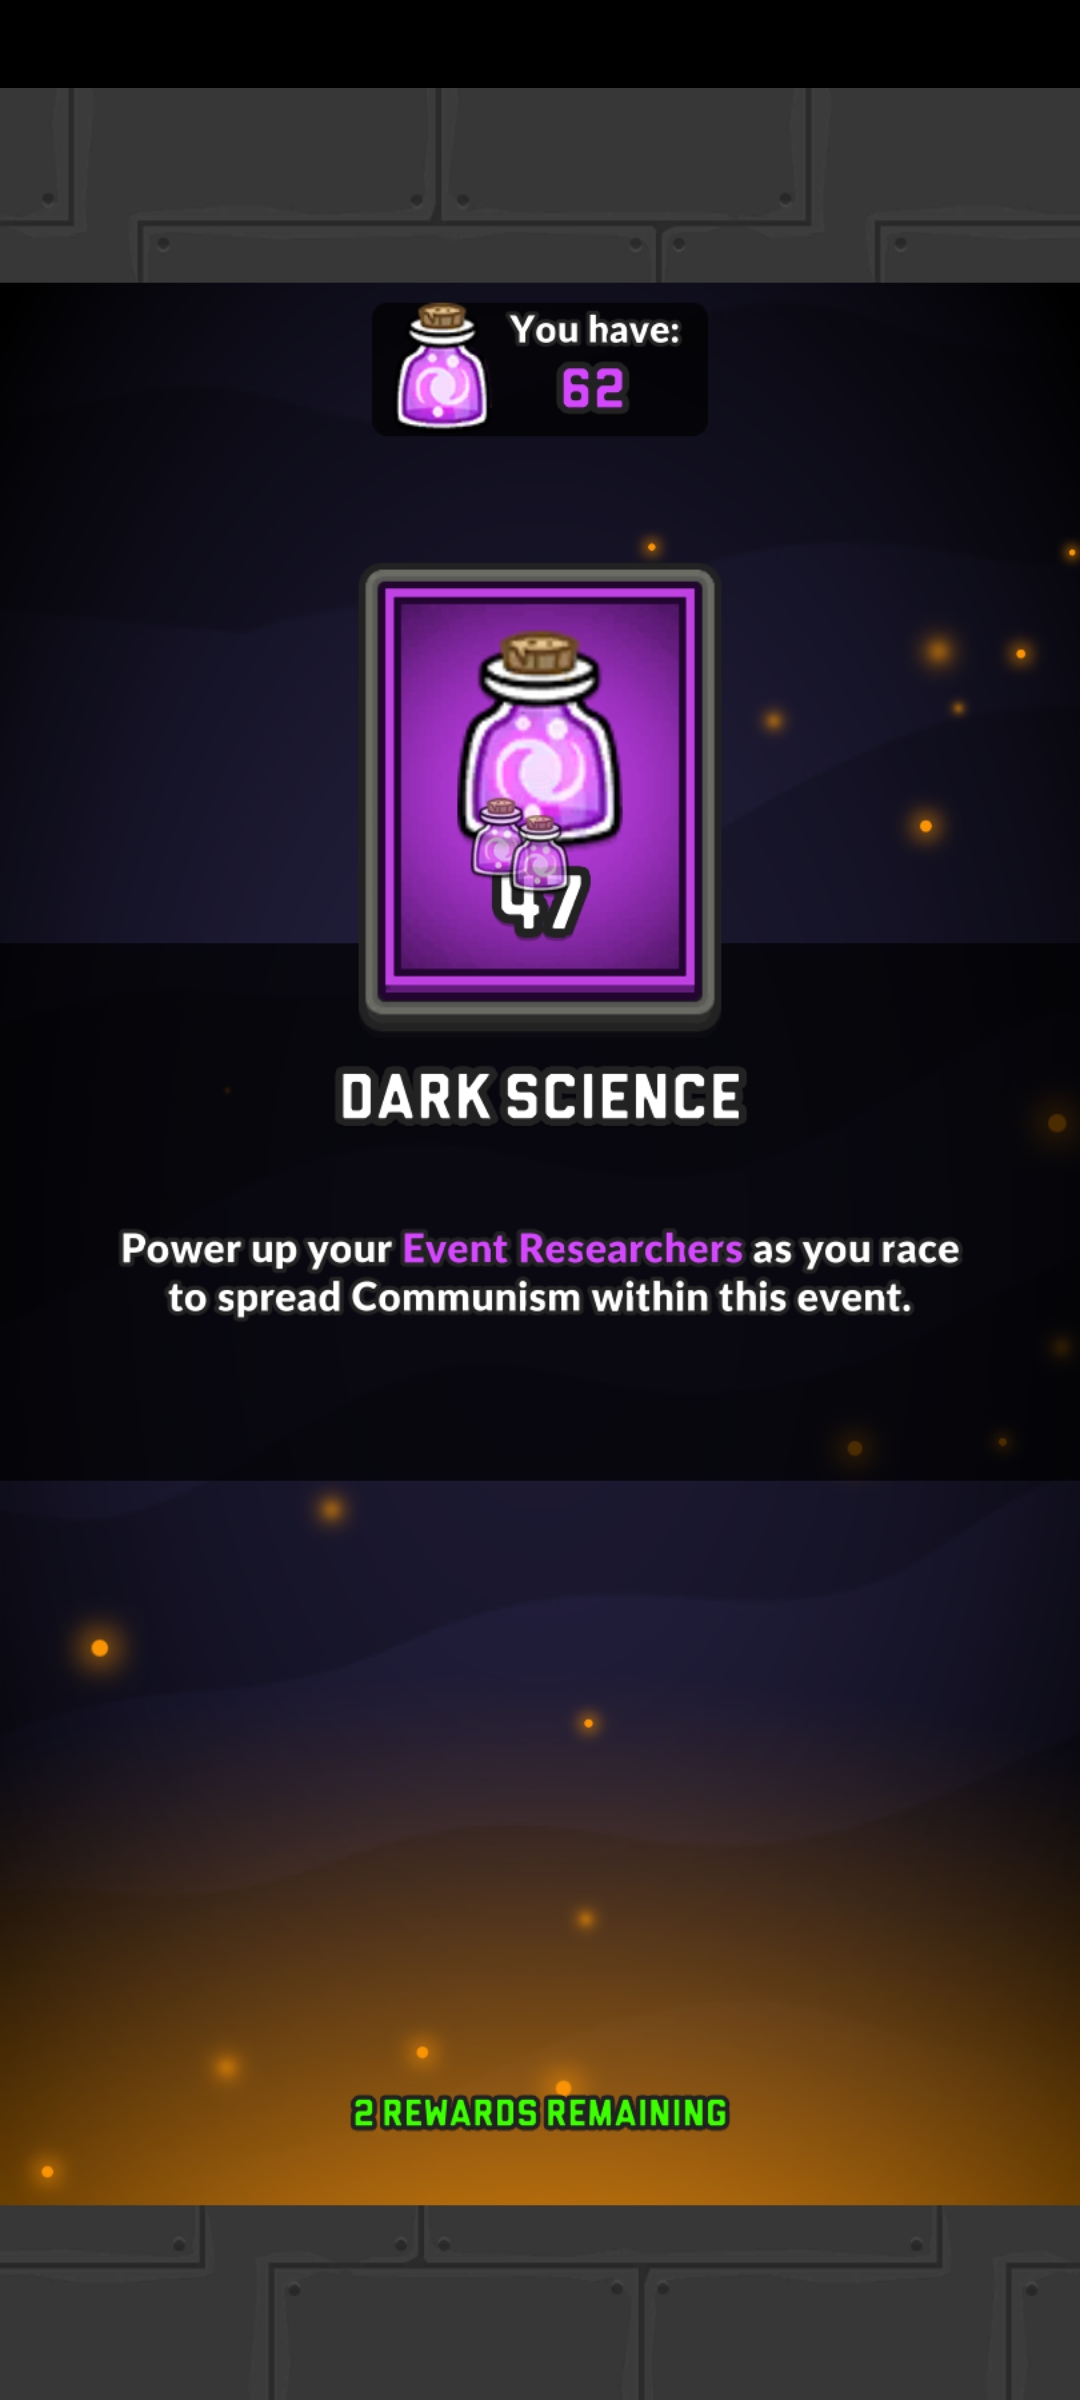 You have:
62
47
DARK SCIENCE
Power up your Event Researchers as you race
to spread Communism within this event.
2 REWARDS REMAINING